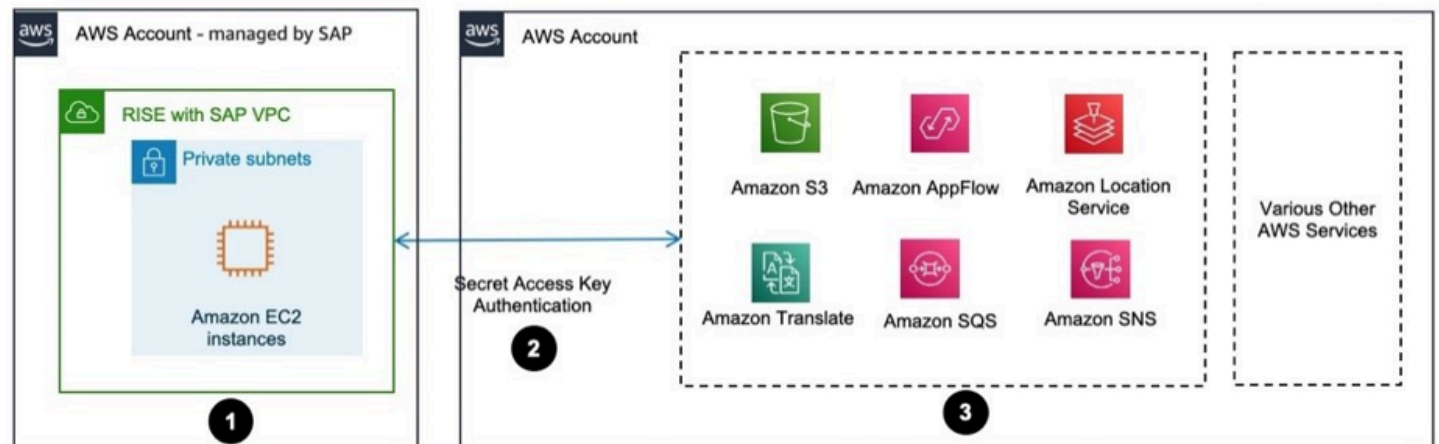 aws
AWS Account - managed by SAP
RISE with SAP VPC
Private subnets
Amazon EC2
instances
1
Secret Access Key
Authentication
2
aws
AWS Account
Amazon S3
Amazon AppFlow
Amazon Location
Service
Amazon Translate
Amazon SQS
Amazon SNS
3
Various Other
AWS Services